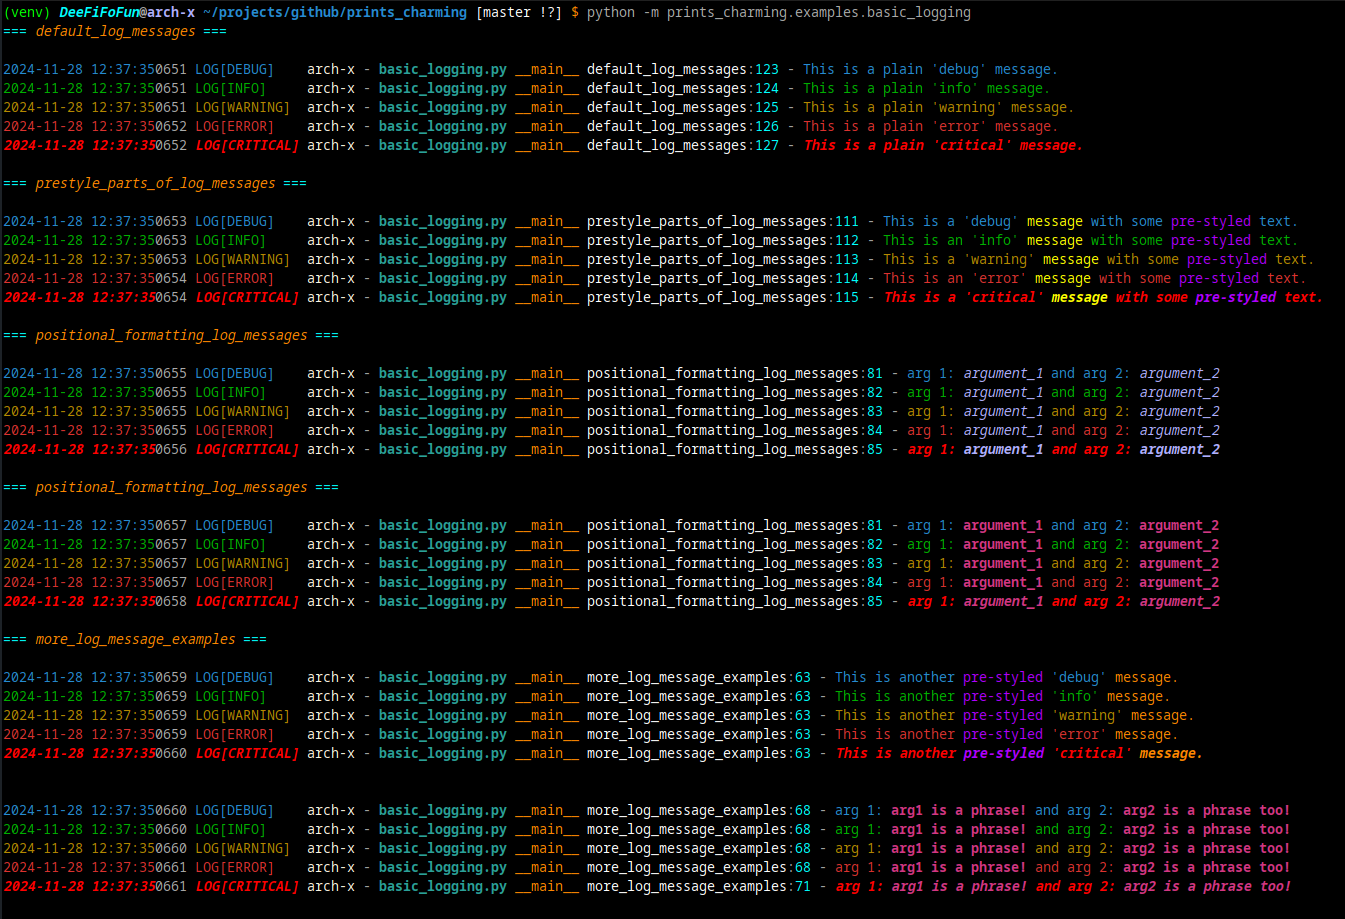 (venv) DeeFiFoFun@arch-x ~/projects/github/prints_charming [master !?] $ python -m prints_charming.examples.basic_logging
=== default_log_messages ===
2024-11-28 12:37:350651 LOG[DEBUG]    arch-x - basic_logging.py __main__ default_log_messages:123 - This is a plain 'debug' message.
2024-11-28 12:37:350651 LOG[INFO]     arch-x - basic_logging.py __main__ default_log_messages:124 - This is a plain 'info' message.
2024-11-28 12:37:350651 LOG[WARNING]  arch-x - basic_logging.py __main__ default_log_messages:125 - This is a plain 'warning' message.
2024-11-28 12:37:350652 LOG[ERROR]    arch-x - basic_logging.py __main__ default_log_messages:126 - This is a plain 'error' message.
2024-11-28 12:37:350652 LOG[CRITICAL] arch-x - basic_logging.py __main__ default_log_messages:127 - This is a plain 'critical' message.
=== prestyle_parts_of_log_messages ===
2024-11-28 12:37:350653 LOG[DEBUG]    arch-x - basic_logging.py __main__ prestyle_parts_of_log_messages:111 - This is a 'debug' message with some pre-styled text.
2024-11-28 12:37:350653 LOG[INFO]     arch-x - basic_logging.py __main__ prestyle_parts_of_log_messages:112 - This is an 'info' message with some pre-styled text.
2024-11-28 12:37:350653 LOG[WARNING]  arch-x - basic_logging.py __main__ prestyle_parts_of_log_messages:113 - This is a 'warning' message with some pre-styled text.
2024-11-28 12:37:350654 LOG[ERROR]    arch-x - basic_logging.py __main__ prestyle_parts_of_log_messages:114 - This is an 'error' message with some pre-styled text.
2024-11-28 12:37:350654 LOG[CRITICAL] arch-x - basic_logging.py __main__ prestyle_parts_of_log_messages:115 - This is a 'critical' message with some pre-styled text.
=== positional_formatting_log_messages ===
2024-11-28 12:37:350655 LOG[DEBUG]    arch-x - basic_logging.py __main__ positional_formatting_log_messages:81 - arg 1: argument_1 and arg 2: argument_2
2024-11-28 12:37:350655 LOG[INFO]     arch-x - basic_logging.py __main__ positional_formatting_log_messages:82 - arg 1: argument_1 and arg 2: argument_2
2024-11-28 12:37:350655 LOG[WARNING]  arch-x - basic_logging.py __main__ positional_formatting_log_messages:83 - arg 1: argument_1 and arg 2: argument_2
2024-11-28 12:37:350655 LOG[ERROR]    arch-x - basic_logging.py __main__ positional_formatting_log_messages:84 - arg 1: argument_1 and arg 2: argument_2
2024-11-28 12:37:350656 LOG[CRITICAL] arch-x - basic_logging.py __main__ positional_formatting_log_messages:85 - arg 1: argument_1 and arg 2: argument_2
=== positional_formatting_log_messages ===
2024-11-28 12:37:350657 LOG[DEBUG]    arch-x - basic_logging.py __main__ positional_formatting_log_messages:81 - arg 1: argument_1 and arg 2: argument_2
2024-11-28 12:37:350657 LOG[INFO]     arch-x - basic_logging.py __main__ positional_formatting_log_messages:82 - arg 1: argument_1 and arg 2: argument_2
2024-11-28 12:37:350657 LOG[WARNING]  arch-x - basic_logging.py __main__ positional_formatting_log_messages:83 - arg 1: argument_1 and arg 2: argument_2
2024-11-28 12:37:350657 LOG[ERROR]    arch-x - basic_logging.py __main__ positional_formatting_log_messages:84 - arg 1: argument_1 and arg 2: argument_2
2024-11-28 12:37:350658 LOG[CRITICAL] arch-x - basic_logging.py __main__ positional_formatting_log_messages:85 - arg 1: argument_1 and arg 2: argument_2
=== more_log_message_examples ===
2024-11-28 12:37:350659 LOG[DEBUG]    arch-x - basic_logging.py __main__ more_log_message_examples:63 - This is another pre-styled 'debug' message.
2024-11-28 12:37:350659 LOG[INFO]     arch-x - basic_logging.py __main__ more_log_message_examples:63 - This is another pre-styled 'info' message.
2024-11-28 12:37:350659 LOG[WARNING]  arch-x - basic_logging.py __main__ more_log_message_examples:63 - This is another pre-styled 'warning' message.
2024-11-28 12:37:350659 LOG[ERROR]    arch-x - basic_logging.py __main__ more_log_message_examples:63 - This is another pre-styled 'error' message.
2024-11-28 12:37:350660 LOG[CRITICAL] arch-x - basic_logging.py __main__ more_log_message_examples:63 - This is another pre-styled 'critical' message.
2024-11-28 12:37:350660 LOG[DEBUG]    arch-x - basic_logging.py __main__ more_log_message_examples:68 - arg 1: arg1 is a phrase! and arg 2: arg2 is a phrase too!
2024-11-28 12:37:350660 LOG[INFO]     arch-x - basic_logging.py __main__ more_log_message_examples:68 - arg 1: arg1 is a phrase! and arg 2: arg2 is a phrase too!
2024-11-28 12:37:350660 LOG[WARNING]  arch-x - basic_logging.py __main__ more_log_message_examples:68 - arg 1: arg1 is a phrase! and arg 2: arg2 is a phrase too!
2024-11-28 12:37:350661 LOG[ERROR]    arch-x - basic_logging.py __main__ more_log_message_examples:68 - arg 1: arg1 is a phrase! and arg 2: arg2 is a phrase too!
2024-11-28 12:37:350661 LOG[CRITICAL] arch-x - basic_logging.py __main__ more_log_message_examples:71 - arg 1: arg1 is a phrase! and arg 2: arg2 is a phrase too!